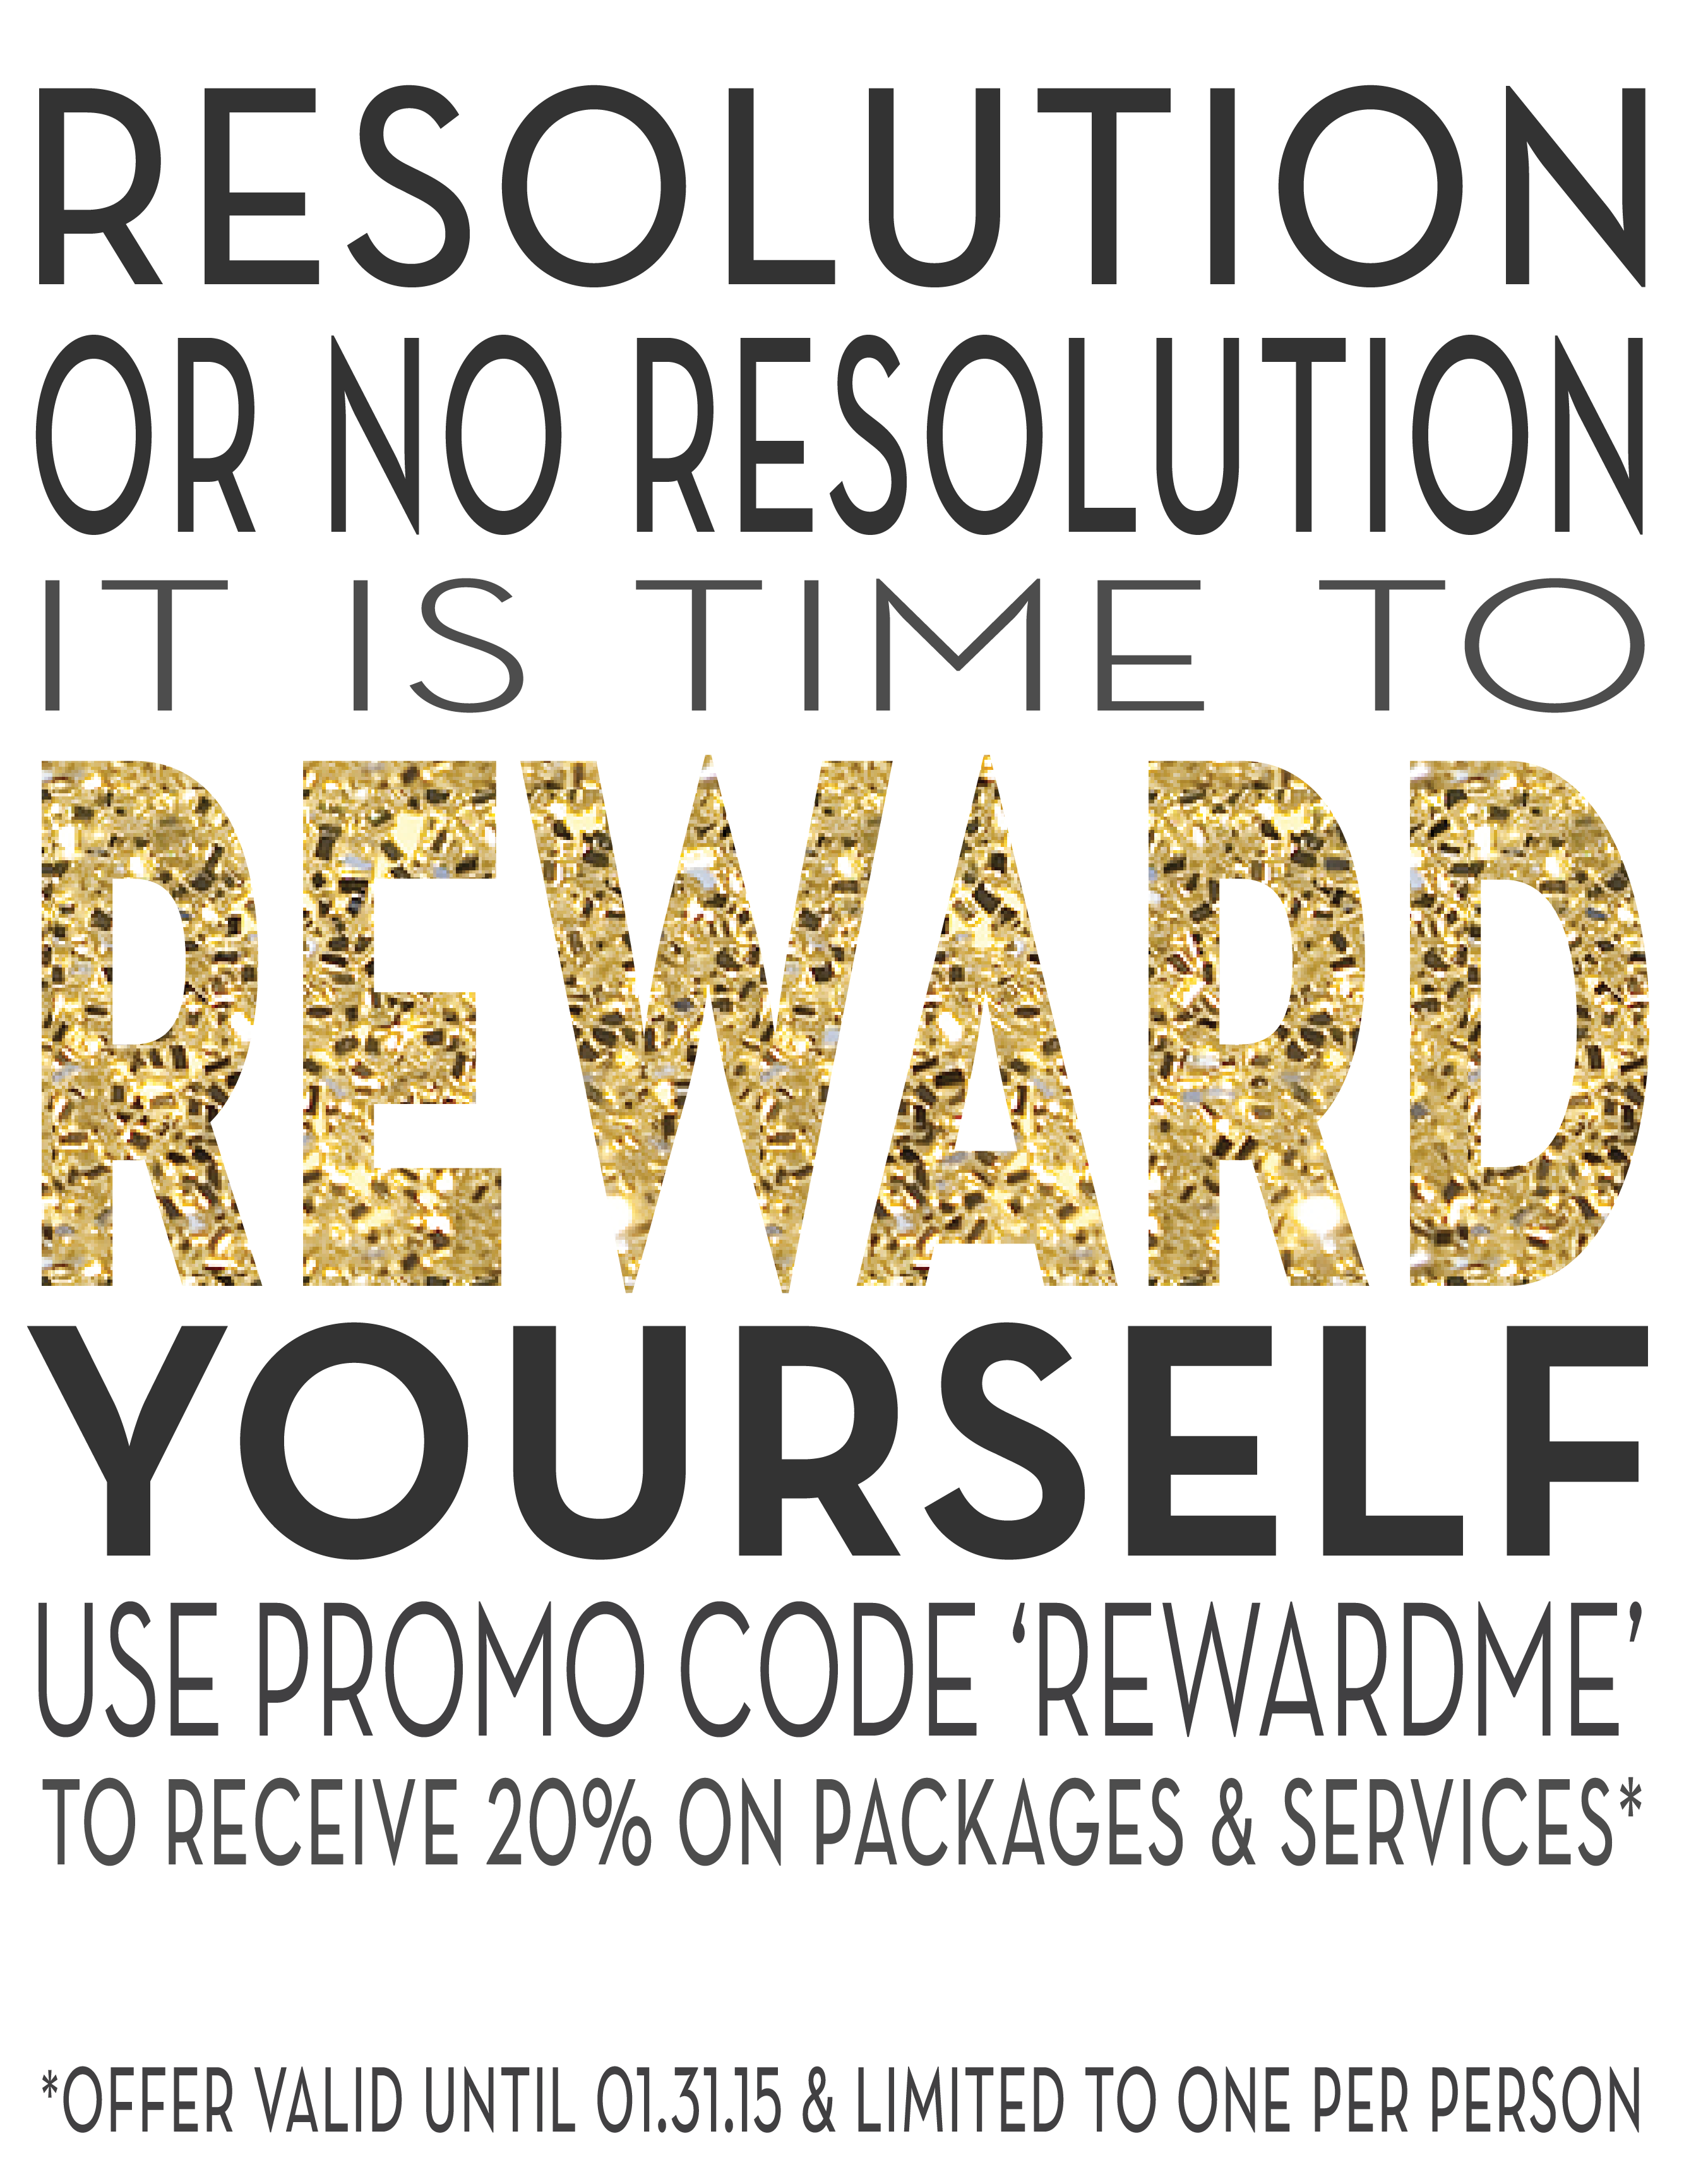 RESOLUTION
OR NO RESOLUTION
IT IS TIME TO
REWARD
YOURSELF
USE PROMO CODE ‘REWARDME’
TO RECEIVE 20% ON PACKAGES & SERVICES*
*OFFER VALID UNTIL 01.31.15 & LIMITED TO ONE PER PERSON